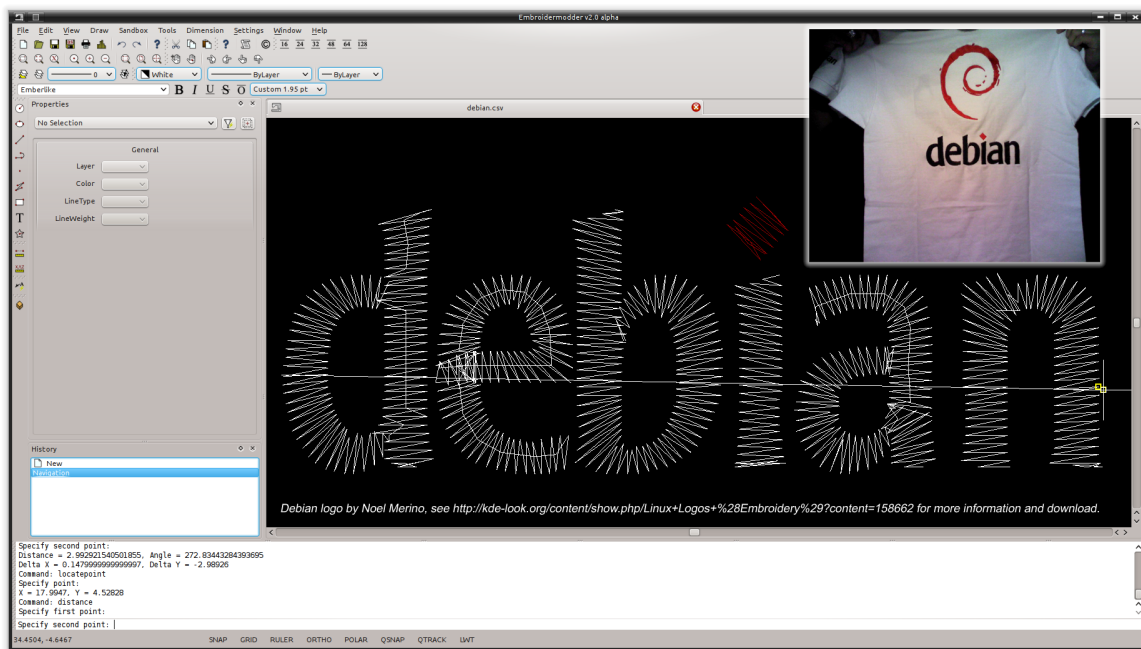 Embroidermodder v2.0 alpha
File Edit View Draw Sandbox Tools Dimension Settings Window Help
16 24 32 48 64 128
0 White ByLayer ByLayer
Emberlike B I U S O Custom 1.95 pt
Properties
No Selection
General
Layer
Color
LineType
LineWeight
T
History
New
Navigation
debian.csv
debian
debian
Debian logo by Noel Merino, see http://kde-look.org/content/show.php/Linux+Logos+%28Embroidery%29?content=158662 for more information and download.
Specify second point:
Distance = 2.992921540501855, Angle = 272.83443284393695
Delta X = 0.1479999999999997, Delta Y = -2.98926
Command: locatepoint
Specify point:
X = 17.9947, Y = 4.52828
Command: distance
Specify first point:
Specify second point:
34.4504, -4.6467 SNAP GRID RULER ORTHO POLAR QSNAP QTRACK LWT